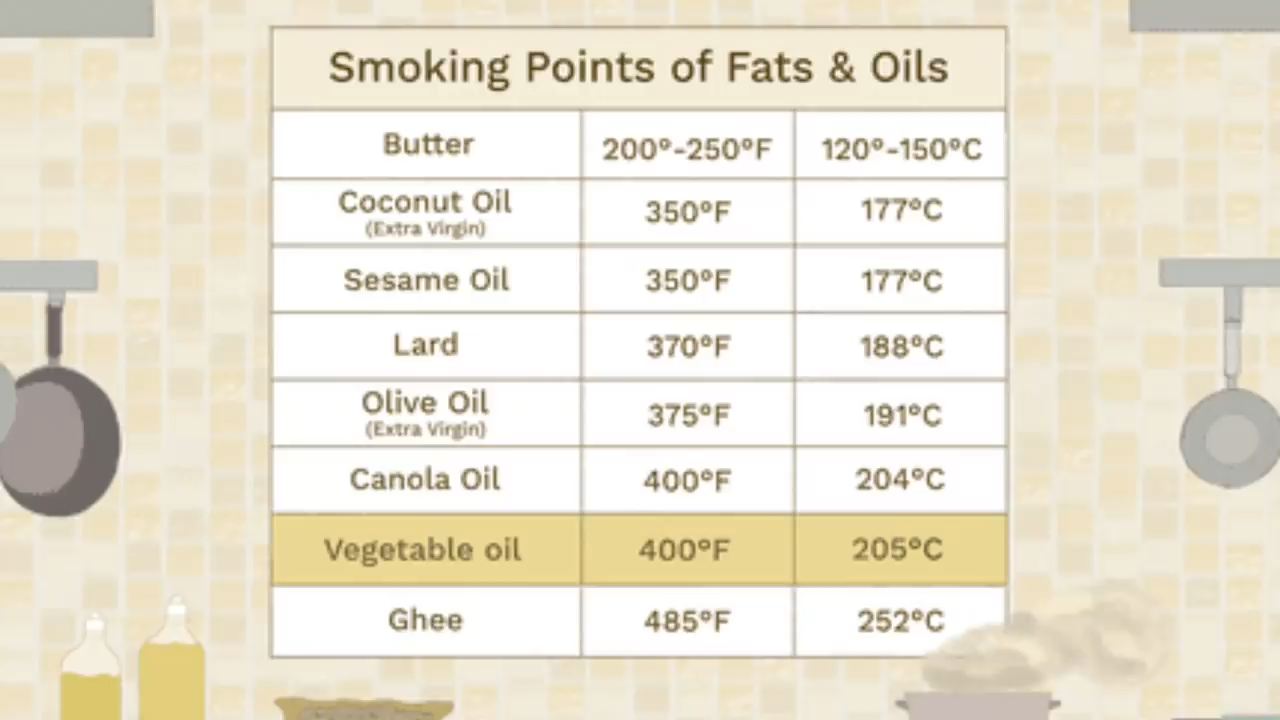 Smoking Points of Fats & Oils
Butter 200°-250°F 120°-150°C
Coconut Oil 350°F 177°C
(Extra Virgin)
Sesame Oil 350°F 177°C
Lard 370°F 188°C
Olive Oil 375°F 191°C
(Extra Virgin)
Canola Oil 400°F 204°C
Vegetable oil 400°F 205°C
Ghee 485°F 252°C